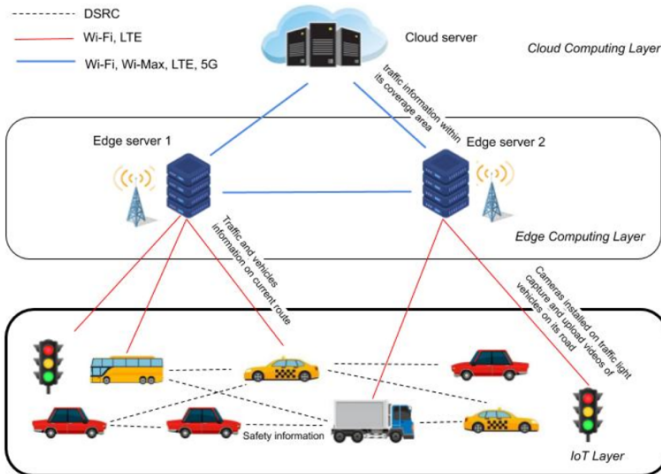 DSRC
Wi-Fi, LTE
Wi-Fi, Wi-Max, LTE, 5G
Cloud server
Cloud Computing Layer
traffic information within
its coverage area
Edge server 1
Edge server 2
Edge Computing Layer
Traffic and vehicles
information on current route
Cameras installed on traffic light
capture and upload videos of
vehicles on its road
Safety information
IoT Layer